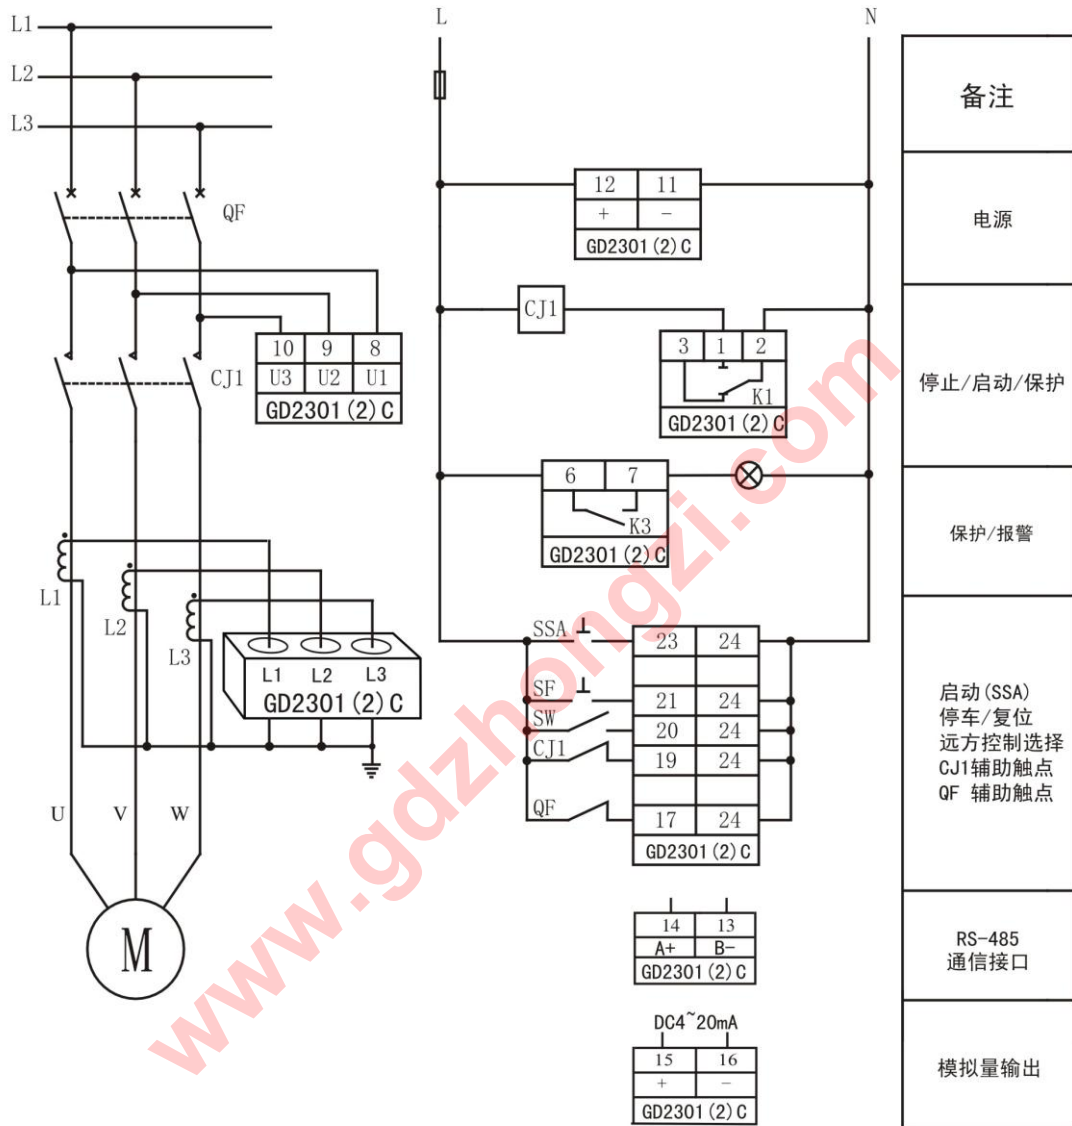 L1
L2
L3
QF
10 9 8
U3 U2 U1
GD2301(2)C
CJ1
L1
L2
L3
L1 L2 L3
GD2301(2)C
U V W
M
L N
12 11
+ -
GD2301(2)C
CJ1
3 1 2
K1
GD2301(2)C
6 7
K3
GD2301(2)C
SSA 23 24
SF 21 24
SW 20 24
CJ1 19 24
QF 17 24
GD2301(2)C
14 13
A+ B-
GD2301(2)C
DC4~20mA
15 16
+ -
GD2301(2)C
备注
电源
停止/启动/保护
保护/报警
启动(SSA)
停车/复位
远方控制选择
CJ1辅助触点
QF 辅助触点
RS-485
通信接口
模拟量输出
www.gdzhongzi.com